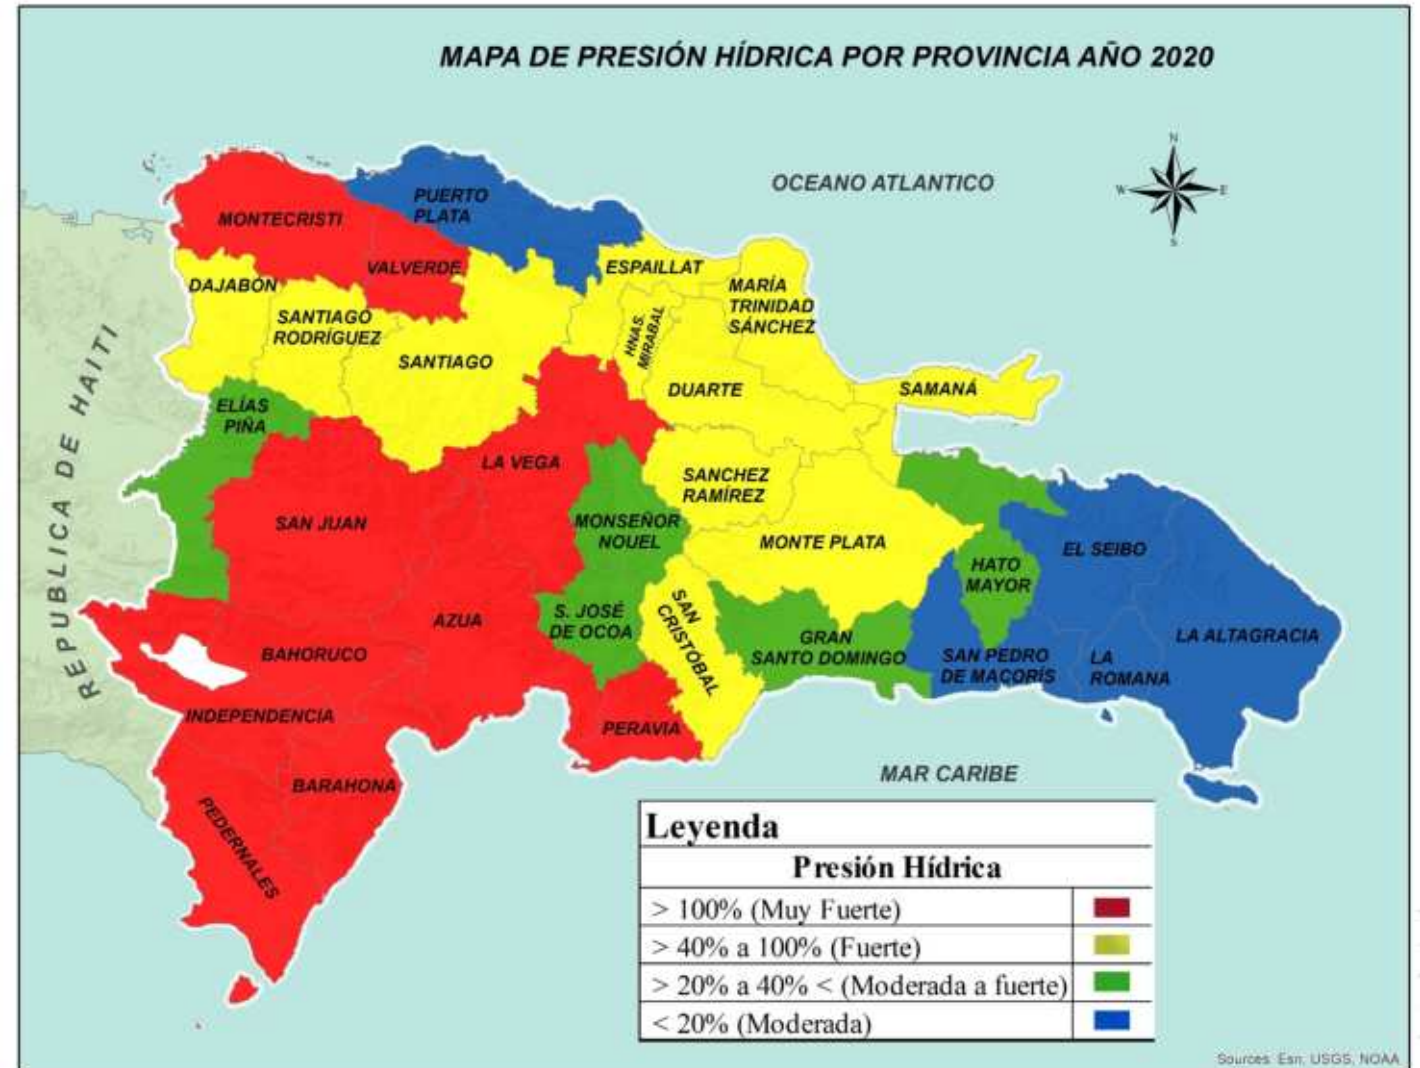 MAPA DE PRESIÓN HÍDRICA POR PROVINCIA AÑO 2020
N
W
E
S
OCEANO ATLANTICO
PUERTO
PLATA
MONTECRISTI
VALVERDE
ESPAILLAT
DAJABÓN
MARÍA
TRINIDAD
SÁNCHEZ
SANTIAGO
RODRÍGUEZ
HNAS.
MIRABAL
SANTIAGO
DUARTE
SAMANÁ
ELÍAS
PIÑA
REPUBLICA DE HAITI
LA VEGA
SANCHEZ
RAMÍREZ
SAN JUAN
MONSEÑOR
NOUEL
MONTE PLATA
EL SEIBO
HATO
MAYOR
S. JOSÉ
DE OCOA
SAN
CRISTÓBAL
AZUA
GRAN
SANTO DOMINGO
LA ALTAGRACIA
BAHORUCO
SAN PEDRO
DE MACORÍS
LA
ROMANA
INDEPENDENCIA
PERAVIA
BARAHONA
MAR CARIBE
PEDERNALES
Leyenda
Presión Hídrica
> 100% (Muy Fuerte)
> 40% a 100% (Fuerte)
> 20% a 40% < (Moderada a fuerte)
< 20% (Moderada)
Sources: Esri, USGS, NOAA